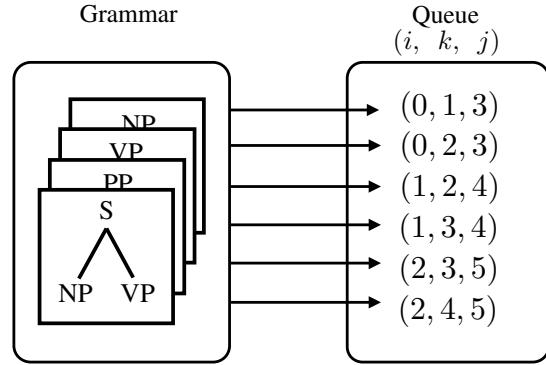 Grammar
Queue
(i, k, j)
NP
VP
PP
S
NP VP
(0, 1, 3)
(0, 2, 3)
(1, 2, 4)
(1, 3, 4)
(2, 3, 5)
(2, 4, 5)